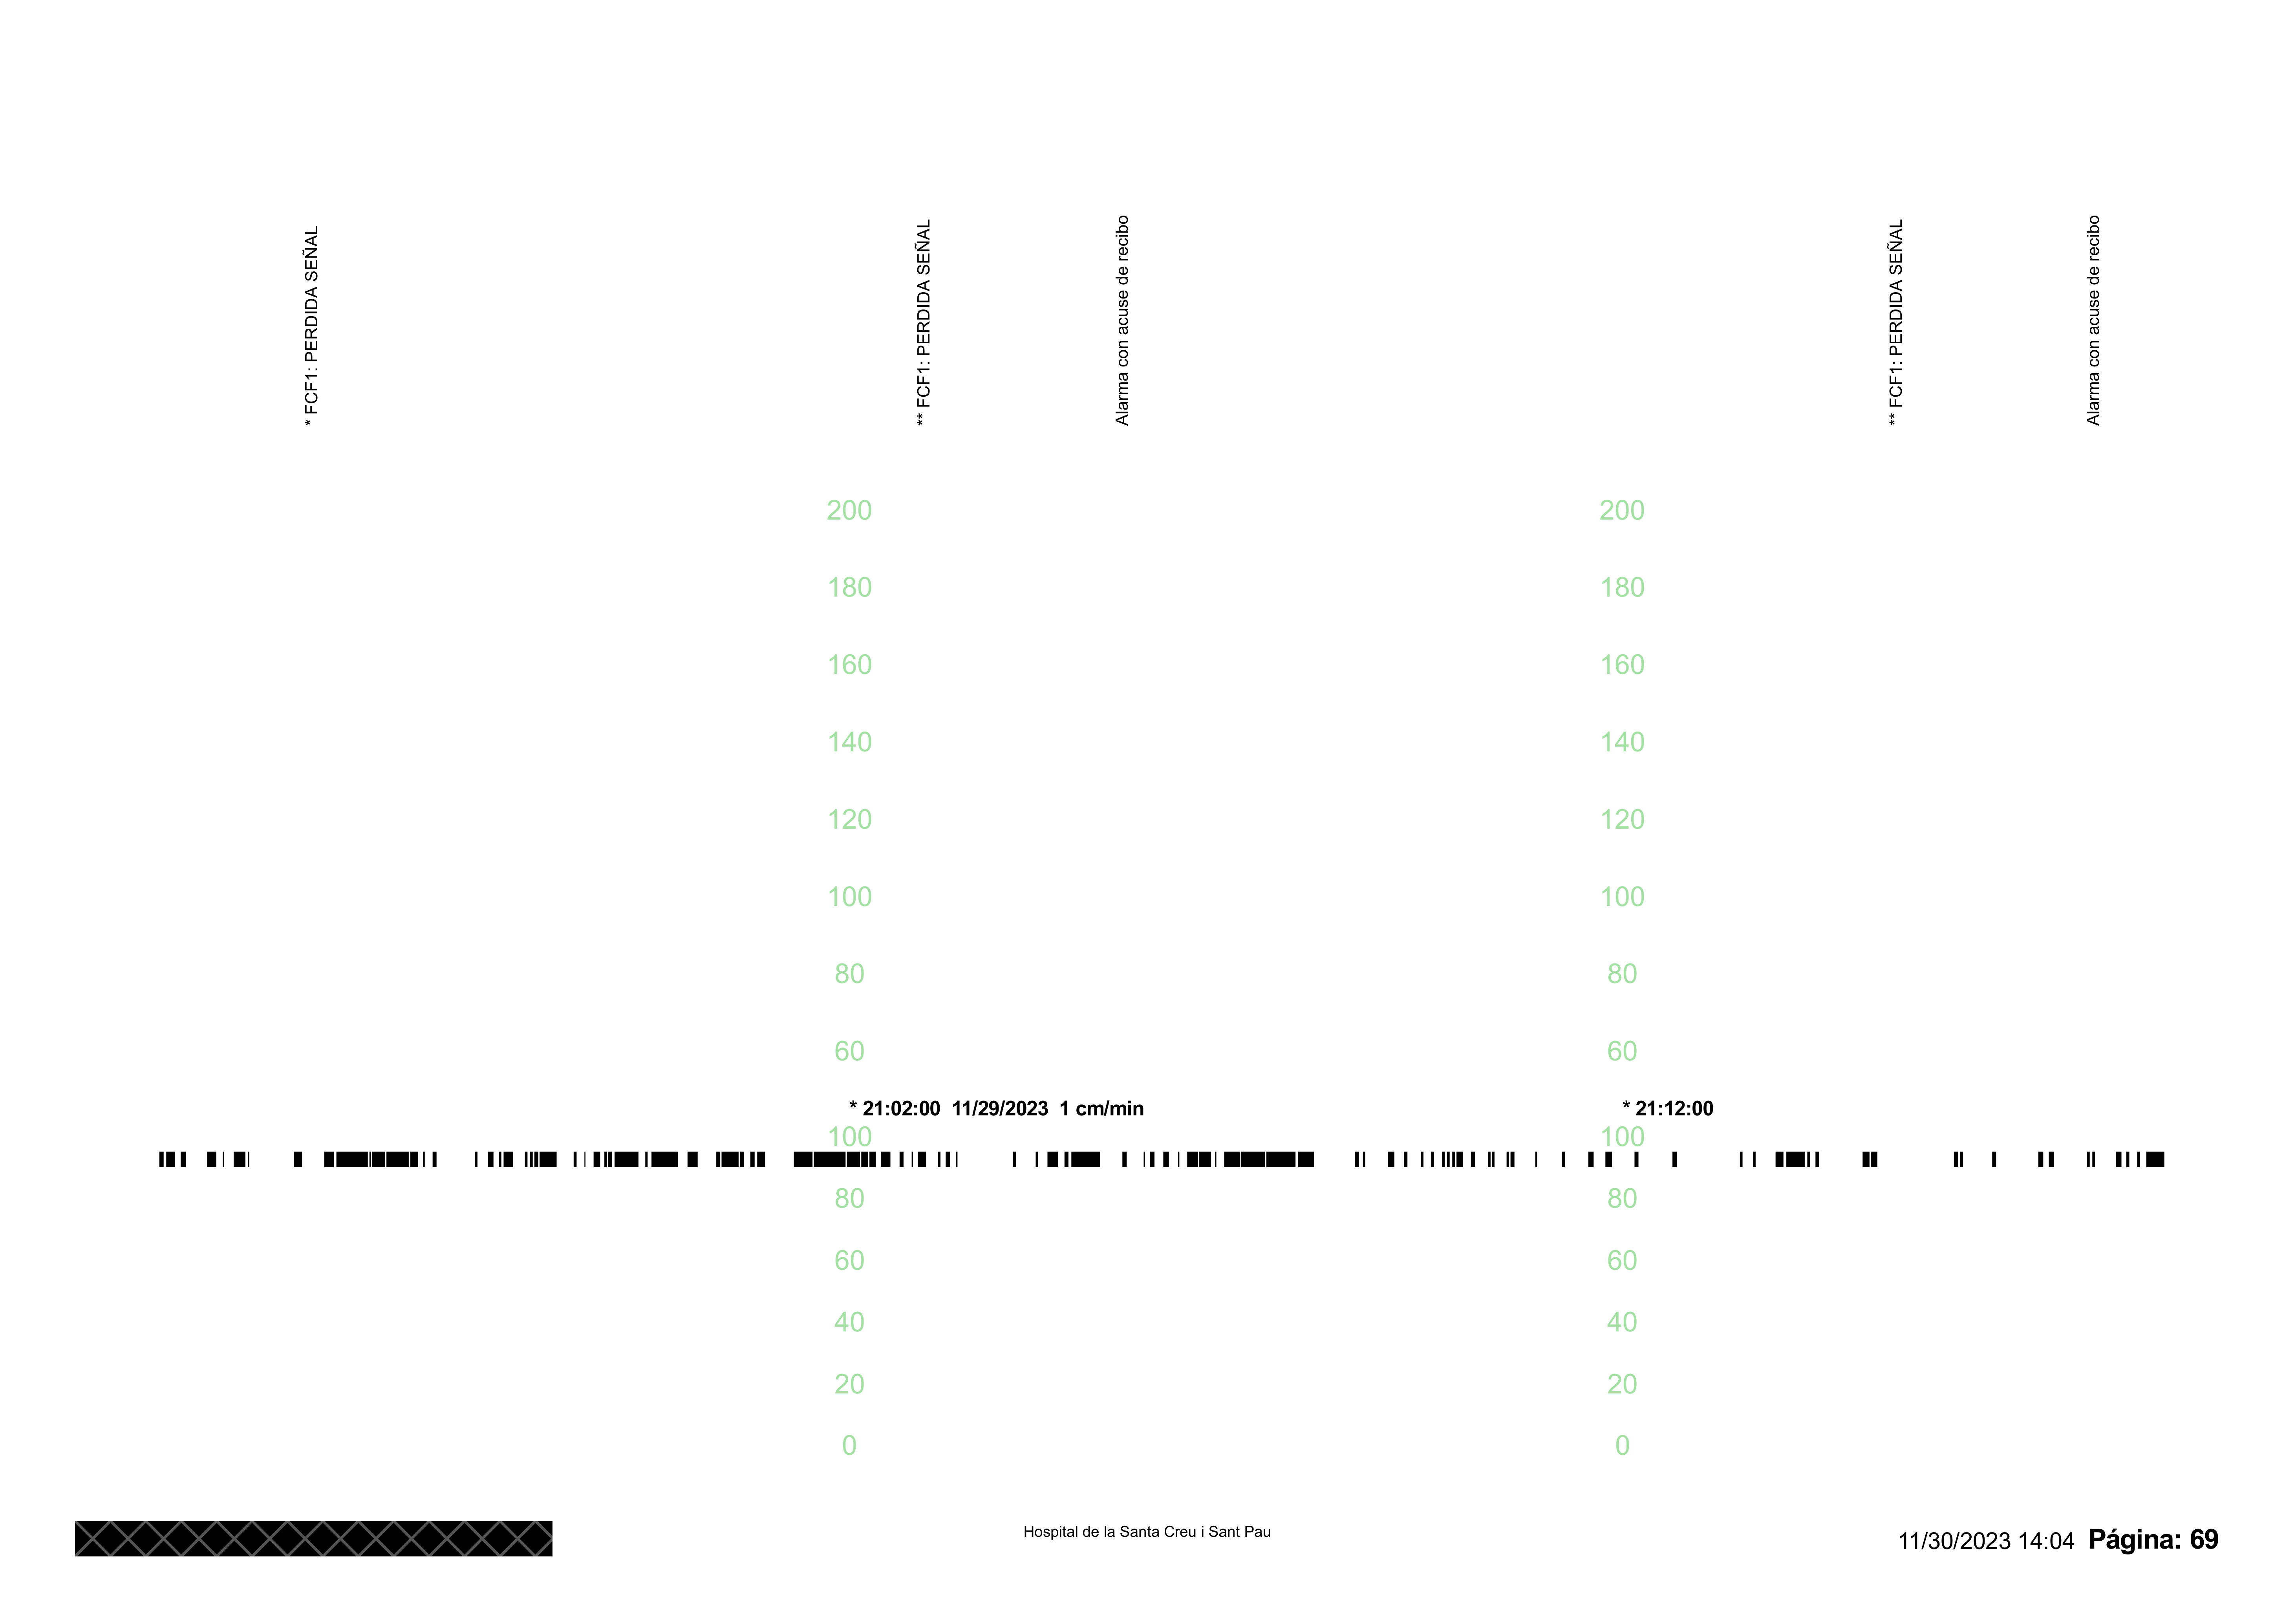 * FCF1: PERDIDA SEÑAL
** FCF1: PERDIDA SEÑAL
Alarma con acuse de recibo
** FCF1: PERDIDA SEÑAL
Alarma con acuse de recibo
200 200
180 180
160 160
140 140
120 120
100 100
80 80
60 60
* 21:02:00 11/29/2023 1 cm/min * 21:12:00
100 100
80 80
60 60
40 40
20 20
0 0
Hospital de la Santa Creu i Sant Pau
11/30/2023 14:04 Página: 69